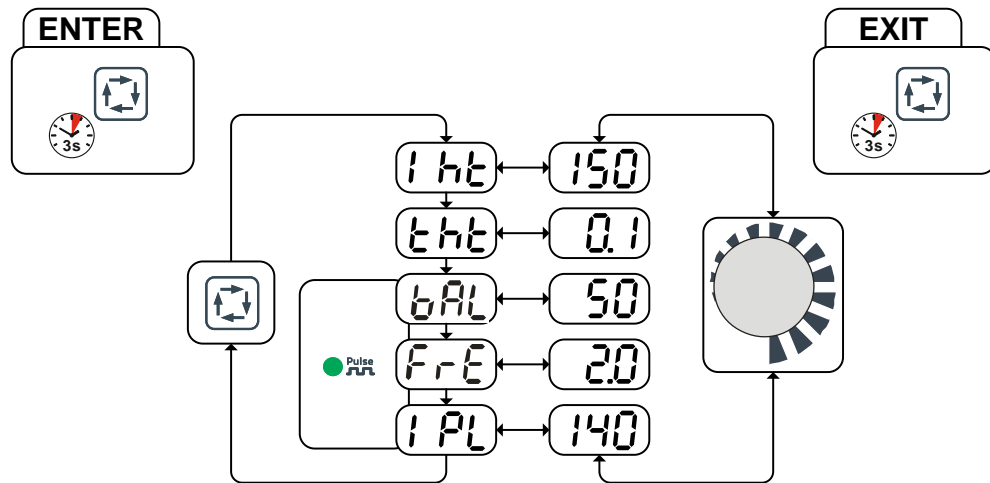 ENTER
EXIT
3s
3s
I ht
150
tht
0.1
bAL
50
FrE
2.0
Pulse
I PL
140